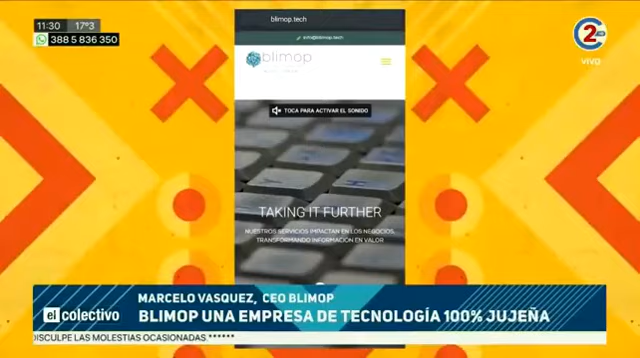 11:30 17°3
388 5 836 350
blimop.tech
info@blimop.tech
blimop
TOCA PARA ACTIVAR EL SONIDO
2
VIVO
TAKING IT FURTHER
NUESTROS SERVICIOS IMPACTAN EN LOS NEGOCIOS,
TRANSFORMANDO INFORMACIÓN EN VALOR
MARCELO VASQUEZ, CEO BLIMOP
el colectivo
BLIMOP UNA EMPRESA DE TECNOLOGÍA 100% JUJEÑA
DISCULPE LAS MOLESTIAS OCASIONADAS.******